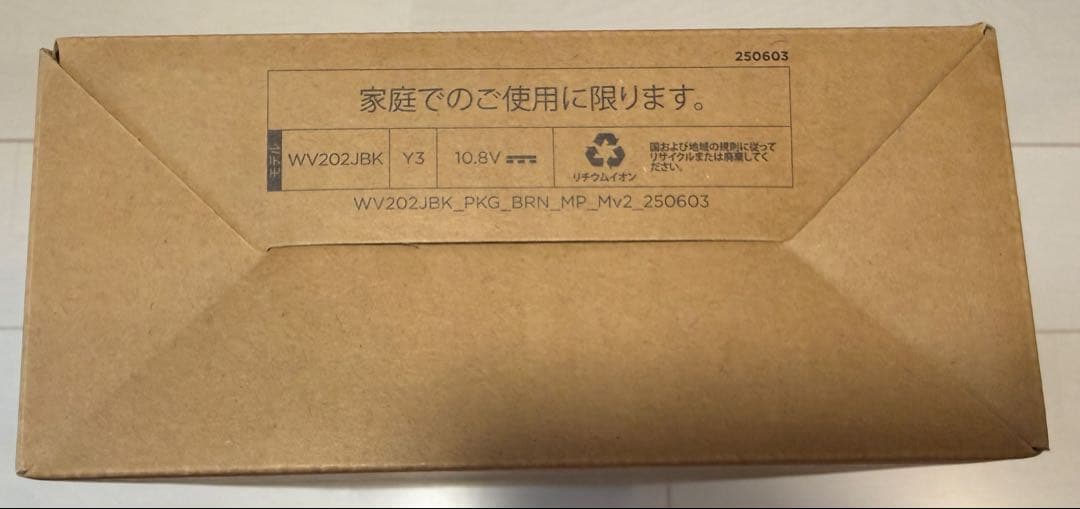 250603
家庭でのご使用に限ります。
モデル WV202JBK Y3 10.8V
リチウムイオン
国および地域の規則に従って
リサイクルまたは廃棄してく
ださい。
WV202JBK_PKG_BRN_MP_Mv2_250603